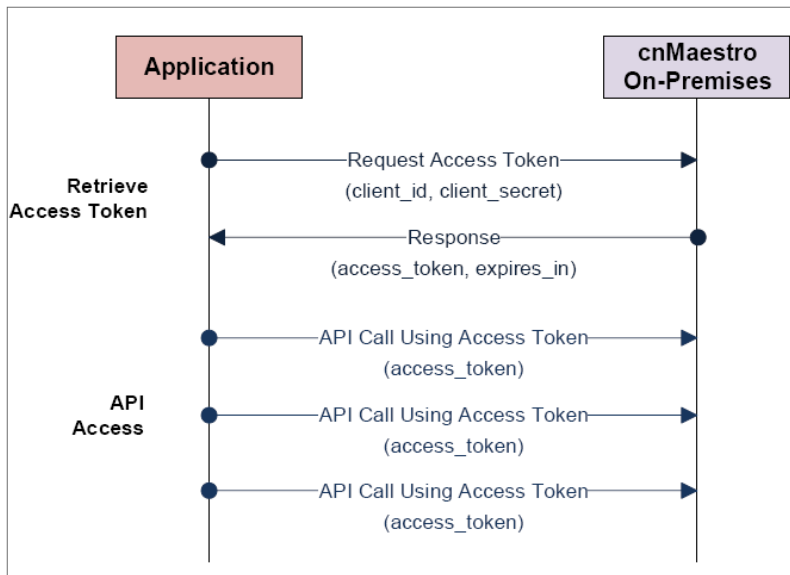 Application
cnMaestro
On-Premises
Request Access Token
(client_id, client_secret)
Retrieve
Access Token
Response
(access_token, expires_in)
API Call Using Access Token
(access_token)
API
Access
API Call Using Access Token
(access_token)
API Call Using Access Token
(access_token)